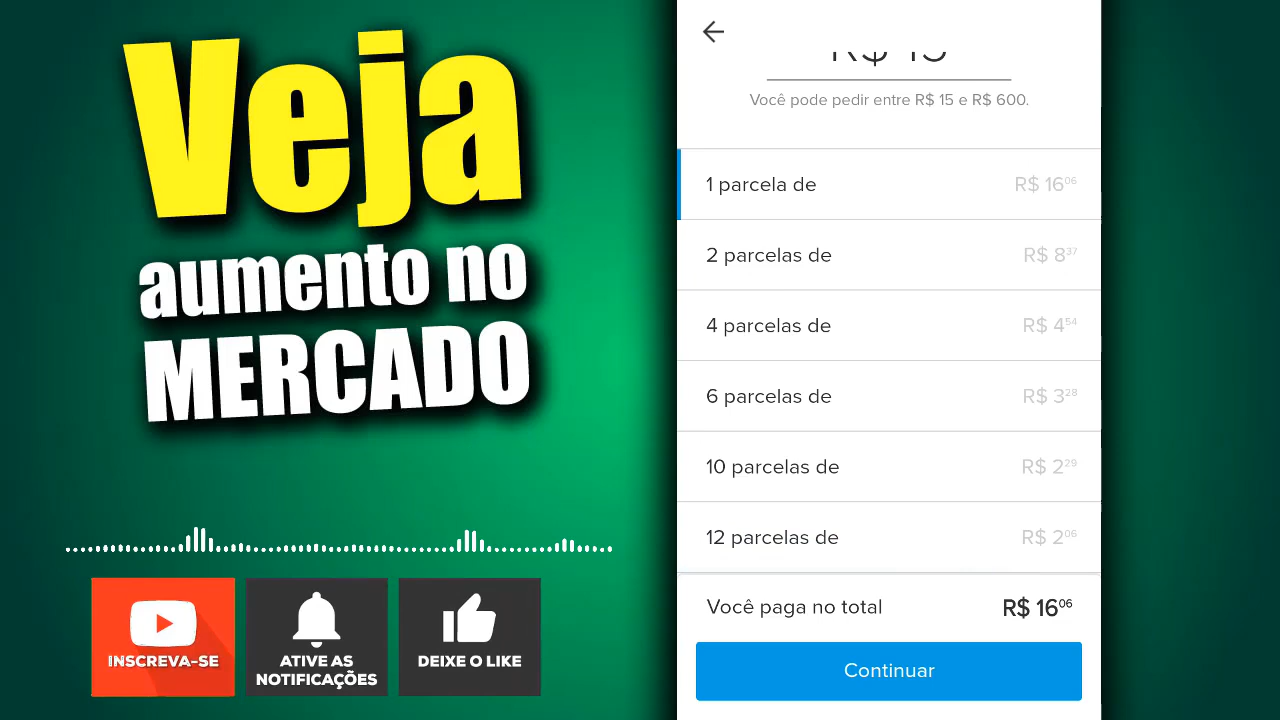 Veja
aumento no
MERCADO
INSCREVA-SE
ATIVE AS
NOTIFICAÇÕES
DEIXE O LIKE
R$ 15
Você pode pedir entre R$ 15 e R$ 600.
1 parcela de R$ 16⁰⁶
2 parcelas de R$ 8³⁷
4 parcelas de R$ 4⁵⁴
6 parcelas de R$ 3²⁸
10 parcelas de R$ 2²⁹
12 parcelas de R$ 2⁰⁶
Você paga no total R$ 16⁰⁶
Continuar